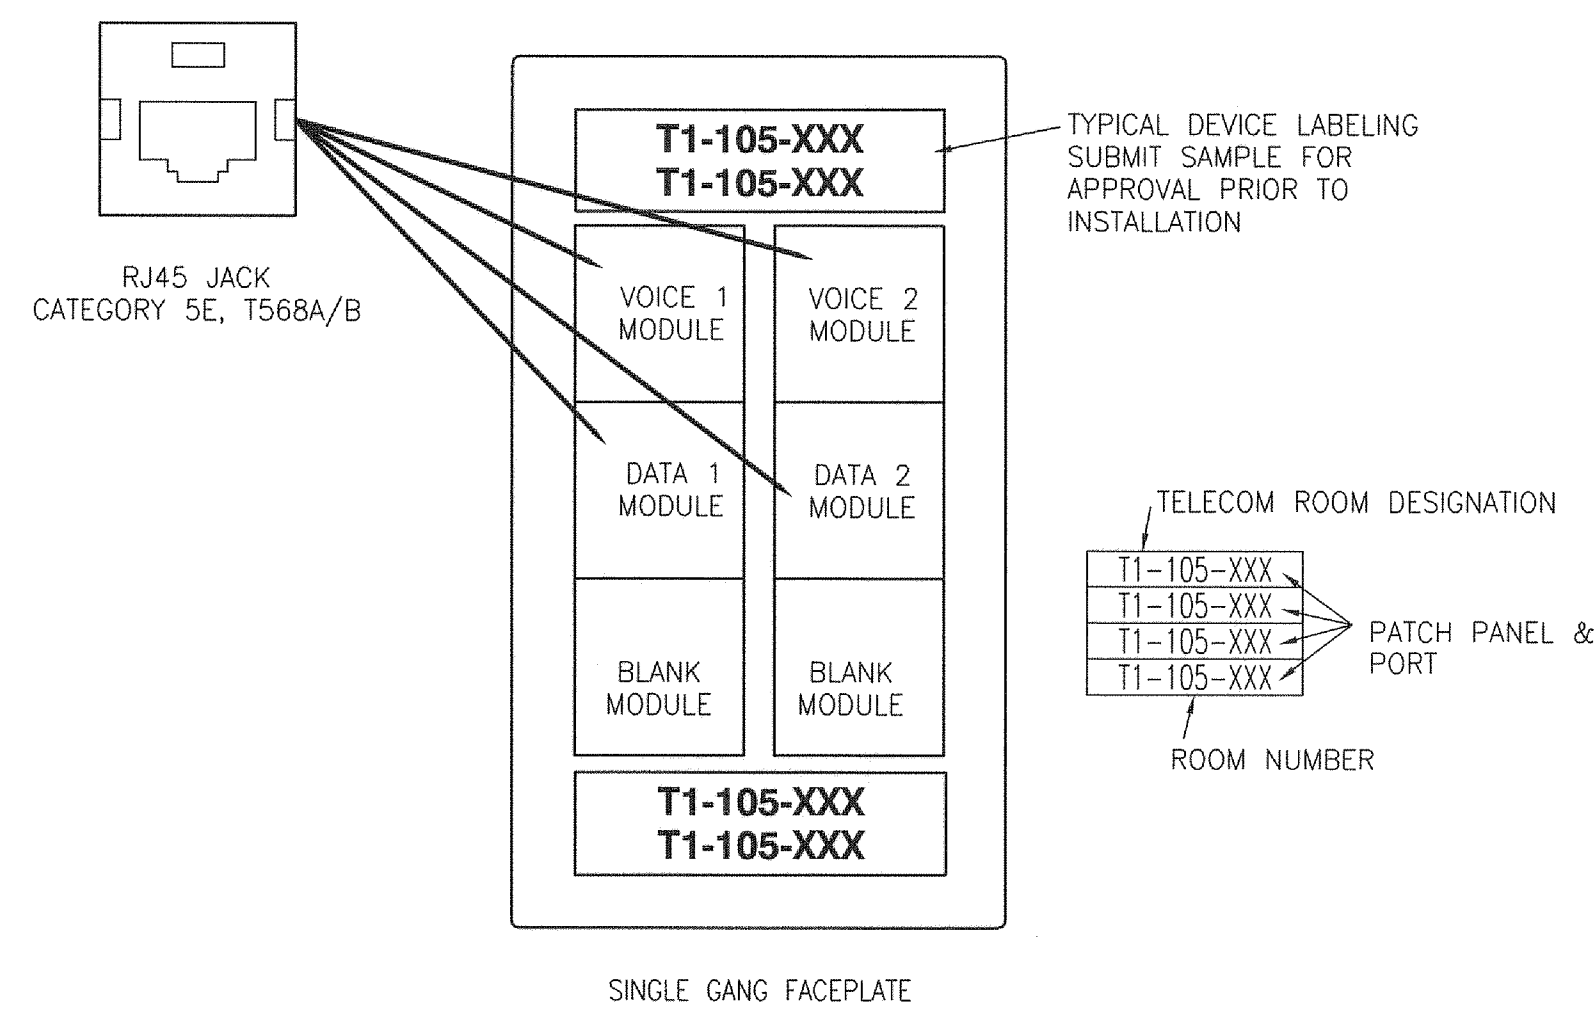 T1-105-XXX
T1-105-XXX
TYPICAL DEVICE LABELING
SUBMIT SAMPLE FOR
APPROVAL PRIOR TO
INSTALLATION
RJ45 JACK
CATEGORY 5E, T568A/B
VOICE 1
MODULE
VOICE 2
MODULE
DATA 1
MODULE
DATA 2
MODULE
BLANK
MODULE
BLANK
MODULE
T1-105-XXX
T1-105-XXX
TELECOM ROOM DESIGNATION
T1-105-XXX
T1-105-XXX
T1-105-XXX
T1-105-XXX
PATCH PANEL &
PORT
ROOM NUMBER
SINGLE GANG FACEPLATE